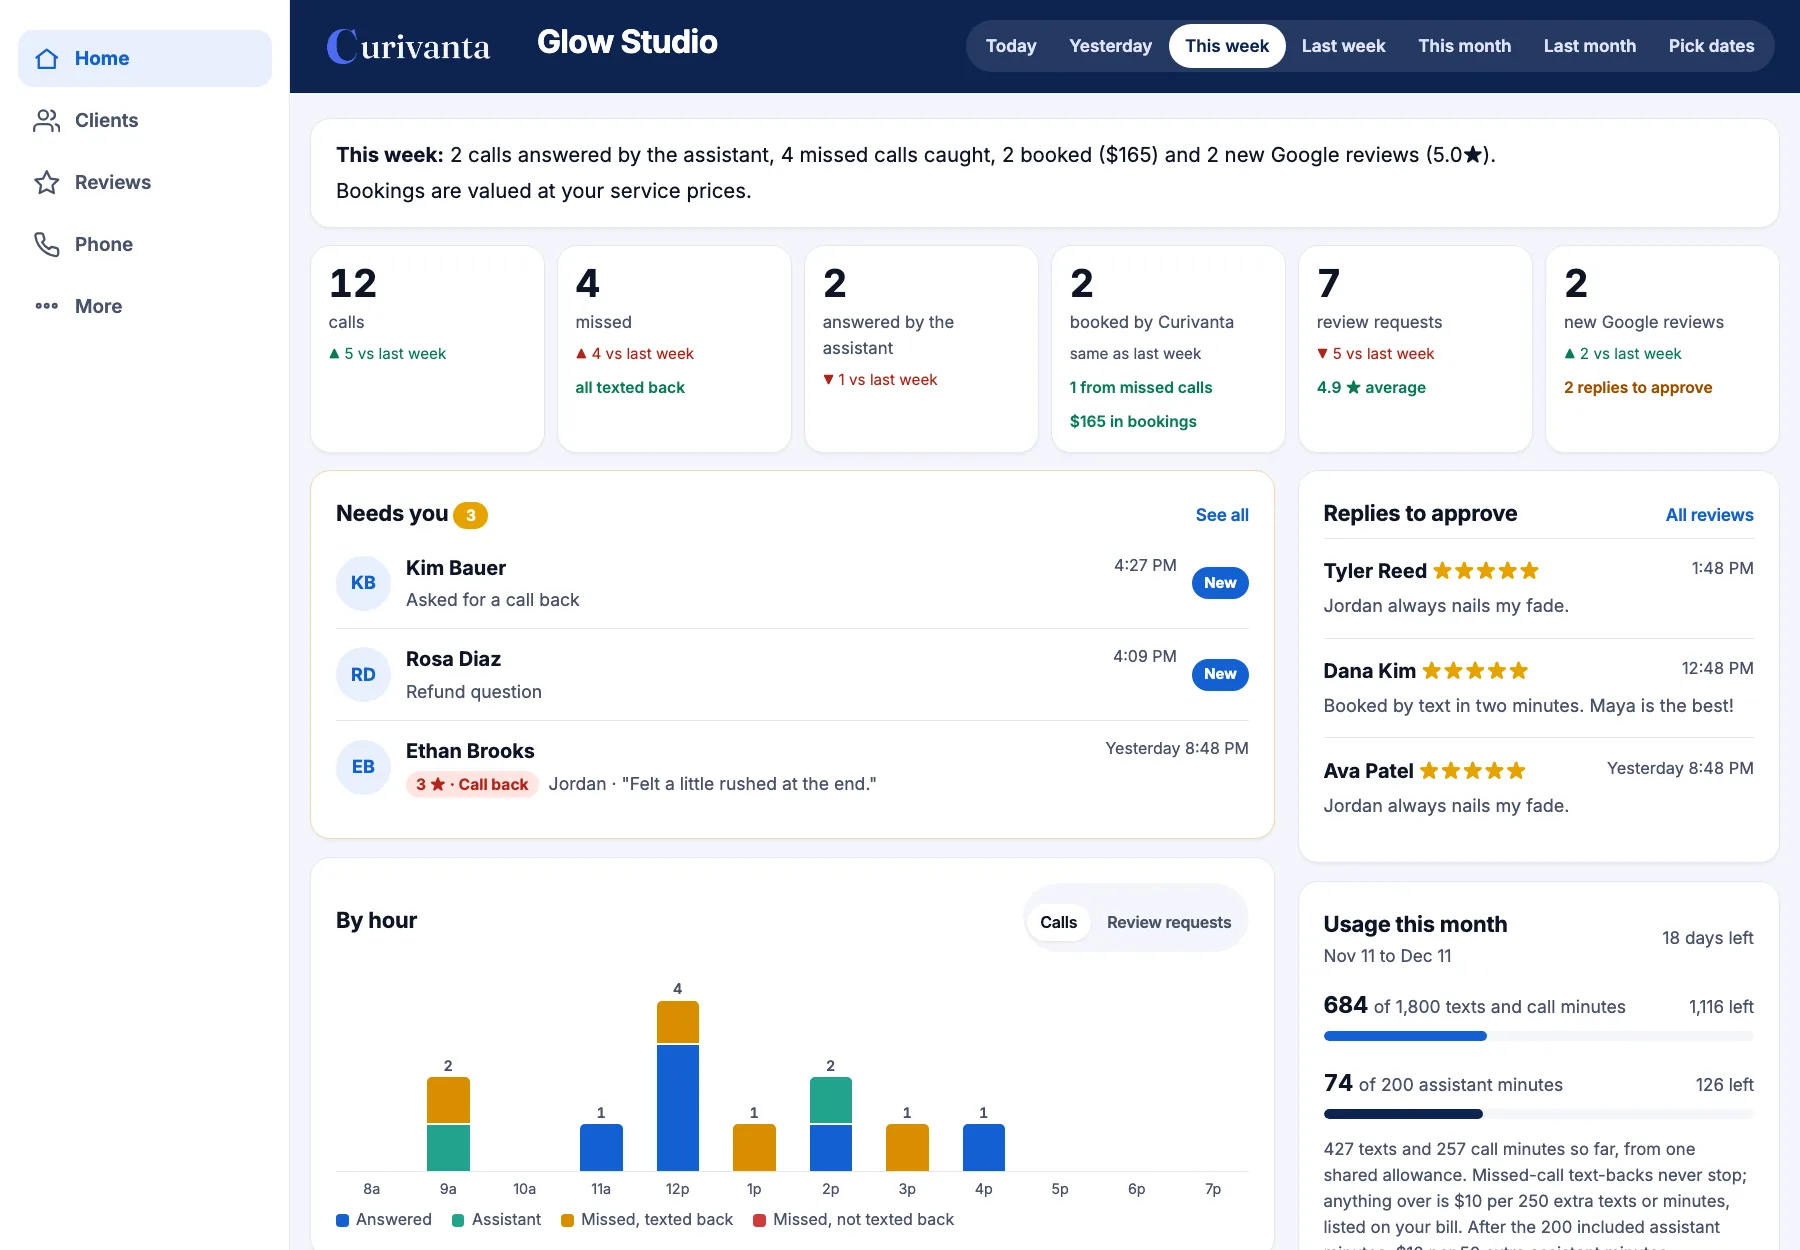 Home
Clients
Reviews
Phone
More
Curivanta
Glow Studio
Today
Yesterday
This week
Last week
This month
Last month
Pick dates
This week: 2 calls answered by the assistant, 4 missed calls caught, 2 booked ($165) and 2 new Google reviews (5.0★).
Bookings are valued at your service prices.
12
calls
▲ 5 vs last week
4
missed
▲ 4 vs last week
all texted back
2
answered by the
assistant
▼ 1 vs last week
2
booked by Curivanta
same as last week
1 from missed calls
$165 in bookings
7
review requests
▼ 5 vs last week
4.9 ★ average
2
new Google reviews
▲ 2 vs last week
2 replies to approve
Needs you 3
See all
KB
Kim Bauer
4:27 PM
New
Asked for a call back
RD
Rosa Diaz
4:09 PM
New
Refund question
EB
Ethan Brooks
Yesterday 8:48 PM
3 ★ · Call back Jordan · "Felt a little rushed at the end."
Replies to approve
All reviews
Tyler Reed ★★★★★
1:48 PM
Jordan always nails my fade.
Dana Kim ★★★★★
12:48 PM
Booked by text in two minutes. Maya is the best!
Ava Patel ★★★★★
Yesterday 8:48 PM
Jordan always nails my fade.
By hour
Calls
Review requests
2
1
4
1
2
1
1
8a
9a
10a
11a
12p
1p
2p
3p
4p
5p
6p
7p
Answered
Assistant
Missed, texted back
Missed, not texted back
Usage this month
18 days left
Nov 11 to Dec 11
684 of 1,800 texts and call minutes
1,116 left
74 of 200 assistant minutes
126 left
427 texts and 257 call minutes so far, from one
shared allowance. Missed-call text-backs never stop;
anything over is $10 per 250 extra texts or minutes,
listed on your bill. After the 200 included assistant